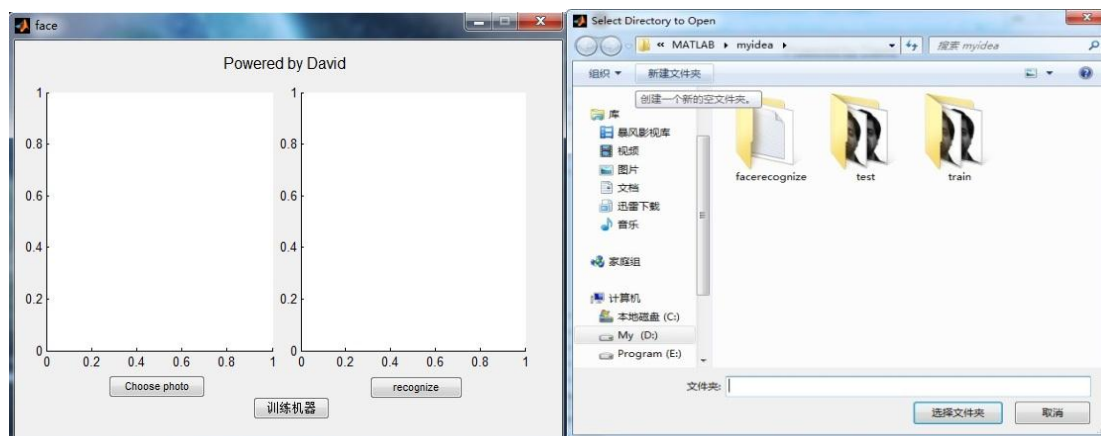 face
Powered by David
1
0.8
0.6
0.4
0.2
0
0 0.2 0.4 0.6 0.8 1
1
0.8
0.6
0.4
0.2
0
0 0.2 0.4 0.6 0.8 1
Choose photo
recognize
训练机器
Select Directory to Open
« MATLAB ▸ myidea ▸
搜索 myidea
组织 新建文件夹
创建一个新的空文件夹。
库
暴风影视库
视频
图片
文档
迅雷下载
音乐
家庭组
计算机
本地磁盘 (C:)
My (D:)
Program (E:)
facerecognize test train
文件夹:
选择文件夹 取消